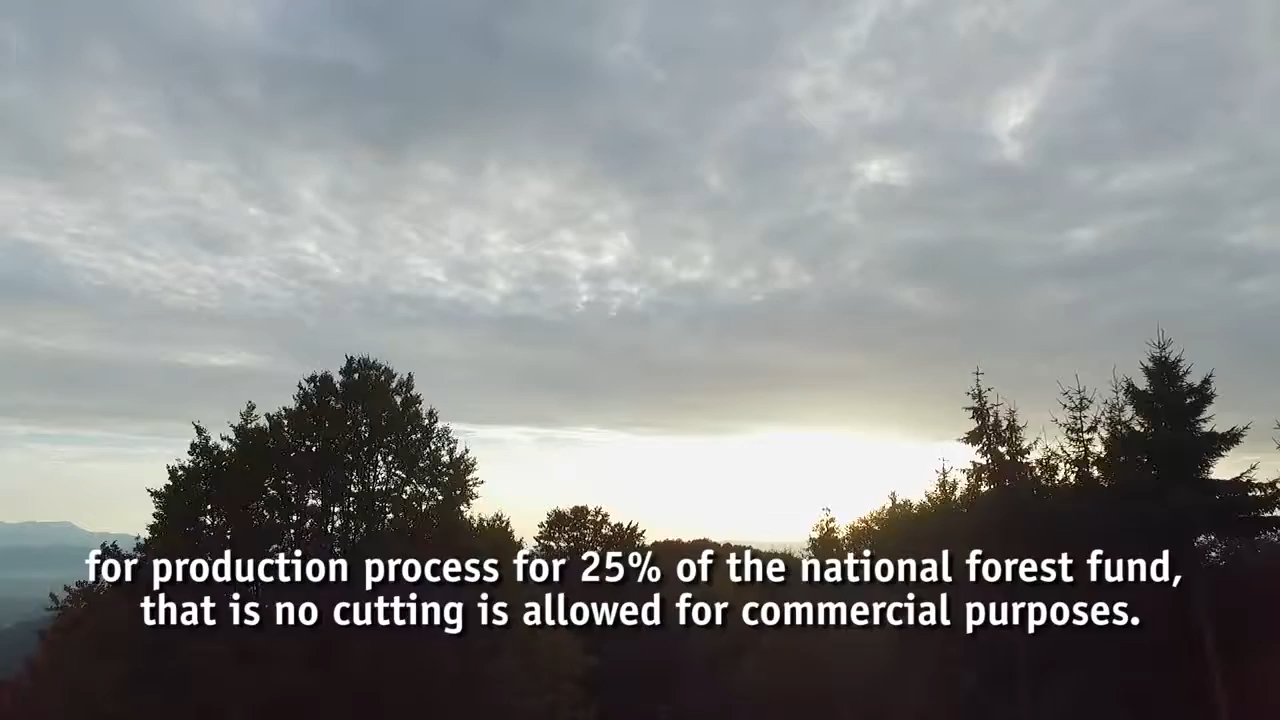 for production process for 25% of the national forest fund,
that is no cutting is allowed for commercial purposes.